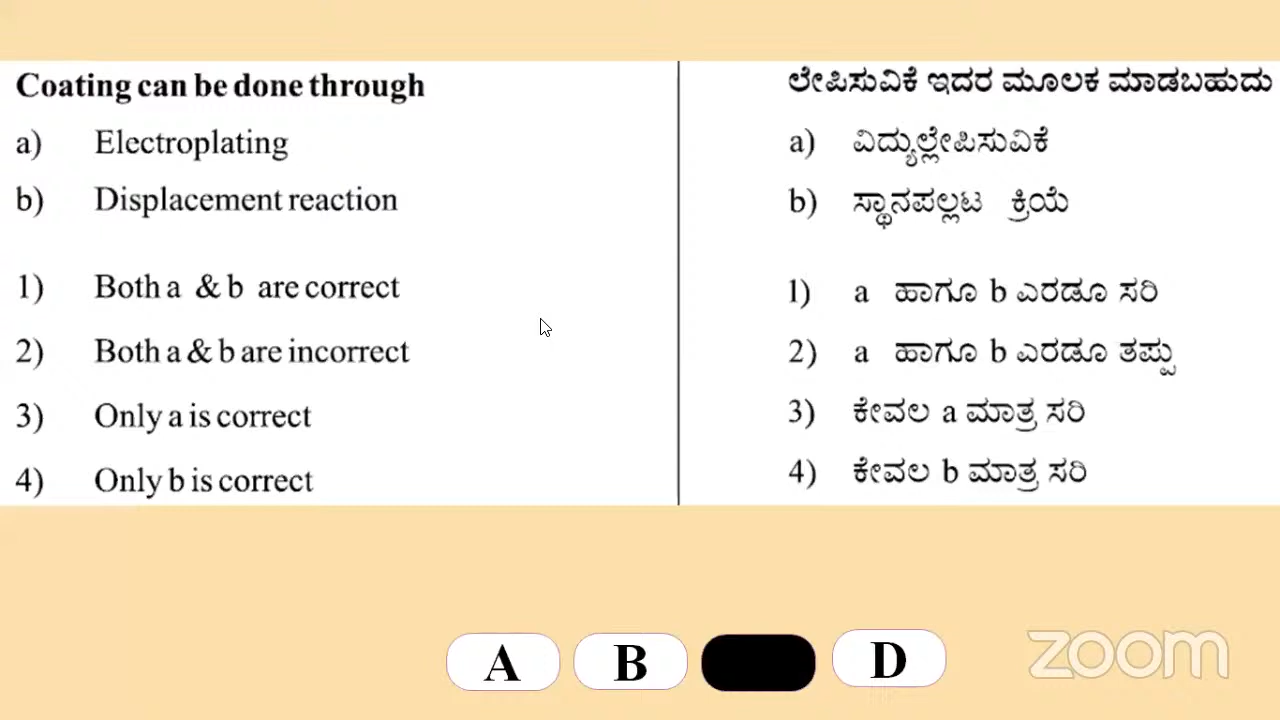 Coating can be done through
a) Electroplating
b) Displacement reaction
1) Both a & b are correct
2) Both a & b are incorrect
3) Only a is correct
4) Only b is correct
ಲೇಪಿಸುವಿಕೆ ಇದರ ಮೂಲಕ ಮಾಡಬಹುದು
a) ವಿದ್ಯುಲ್ಲೇಪಿಸುವಿಕೆ
b) ಸ್ಥಾನಪಲ್ಲಟ ಕ್ರಿಯೆ
1) a ಹಾಗೂ b ಎರಡೂ ಸರಿ
2) a ಹಾಗೂ b ಎರಡೂ ತಪ್ಪು
3) ಕೇವಲ a ಮಾತ್ರ ಸರಿ
4) ಕೇವಲ b ಮಾತ್ರ ಸರಿ
A B D
zoom